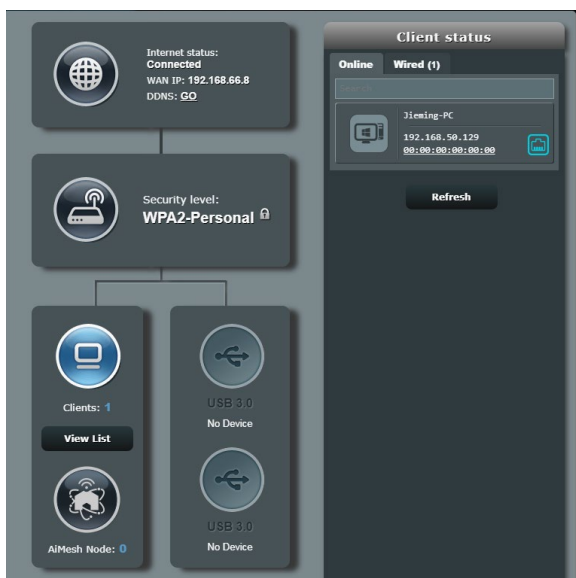 Internet status:
Connected
WAN IP: 192.168.66.8
DDNS: GO
Security level:
WPA2-Personal
Clients: 1
View List
AiMesh Node: 0
USB 3.0
No Device
USB 3.0
No Device
Client status
Online
Wired (1)
Search
Jieming-PC
192.168.50.129
00:00:00:00:00:00
Refresh